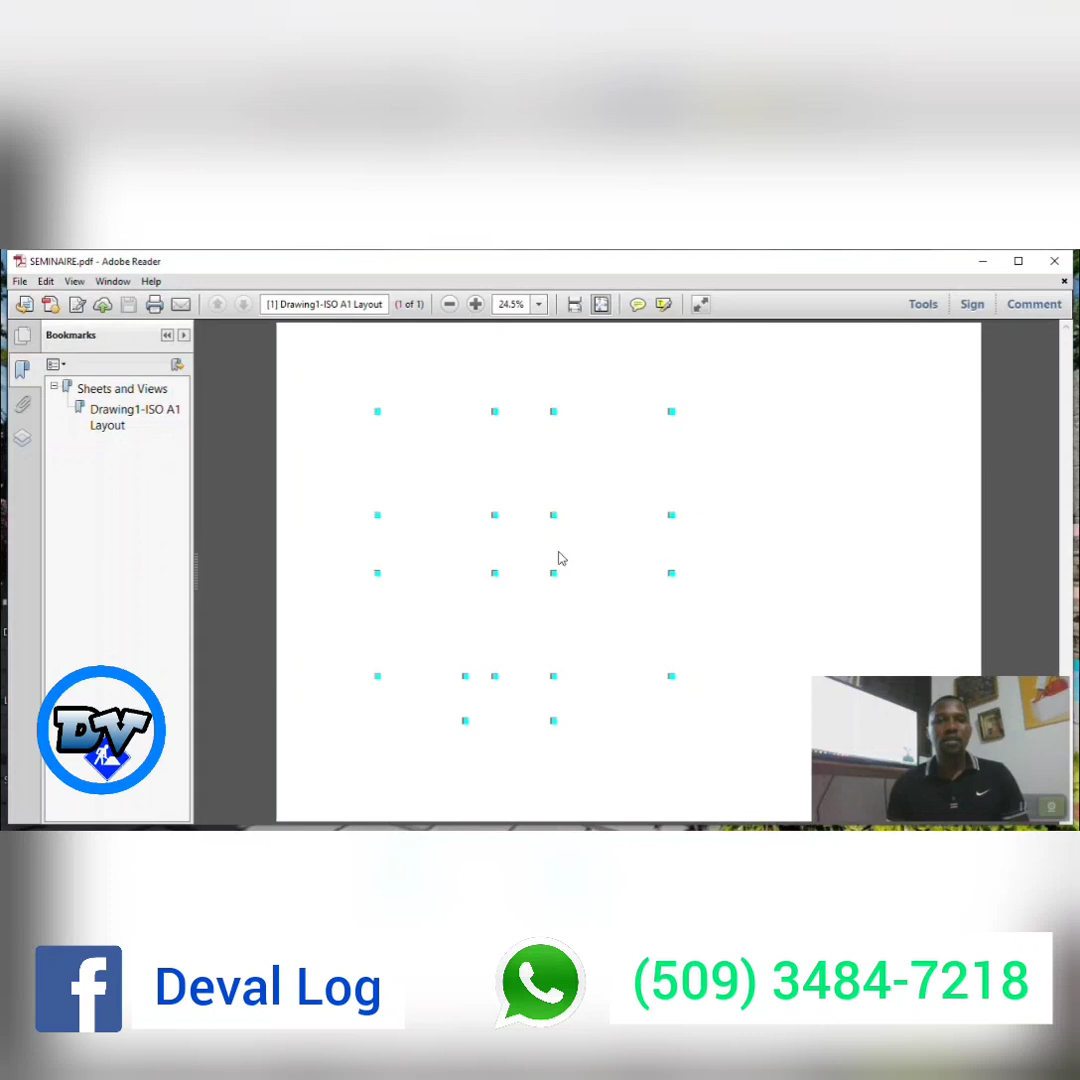 SEMINAIRE.pdf - Adobe Reader
File Edit View Window Help
[1] Drawing1-ISO A1 Layout (1 of 1) 24.5% Tools Sign Comment
Bookmarks
Sheets and Views
Drawing1-ISO A1
Layout
DV
Deval Log
(509) 3484-7218